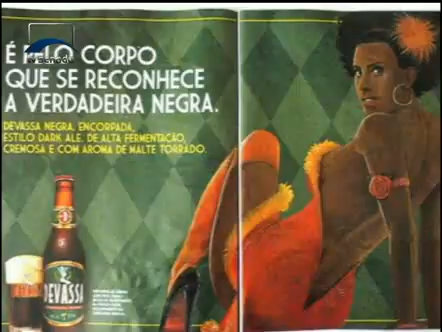 É PELO CORPO
QUE SE RECONHECE
A VERDADEIRA NEGRA.
DEVASSA NEGRA. ENCORPADA,
ESTILO DARK ALE. DE ALTA FERMENTAÇÃO,
CREMOSA E COM AROMA DE MALTE TORRADO.
DEVASSA